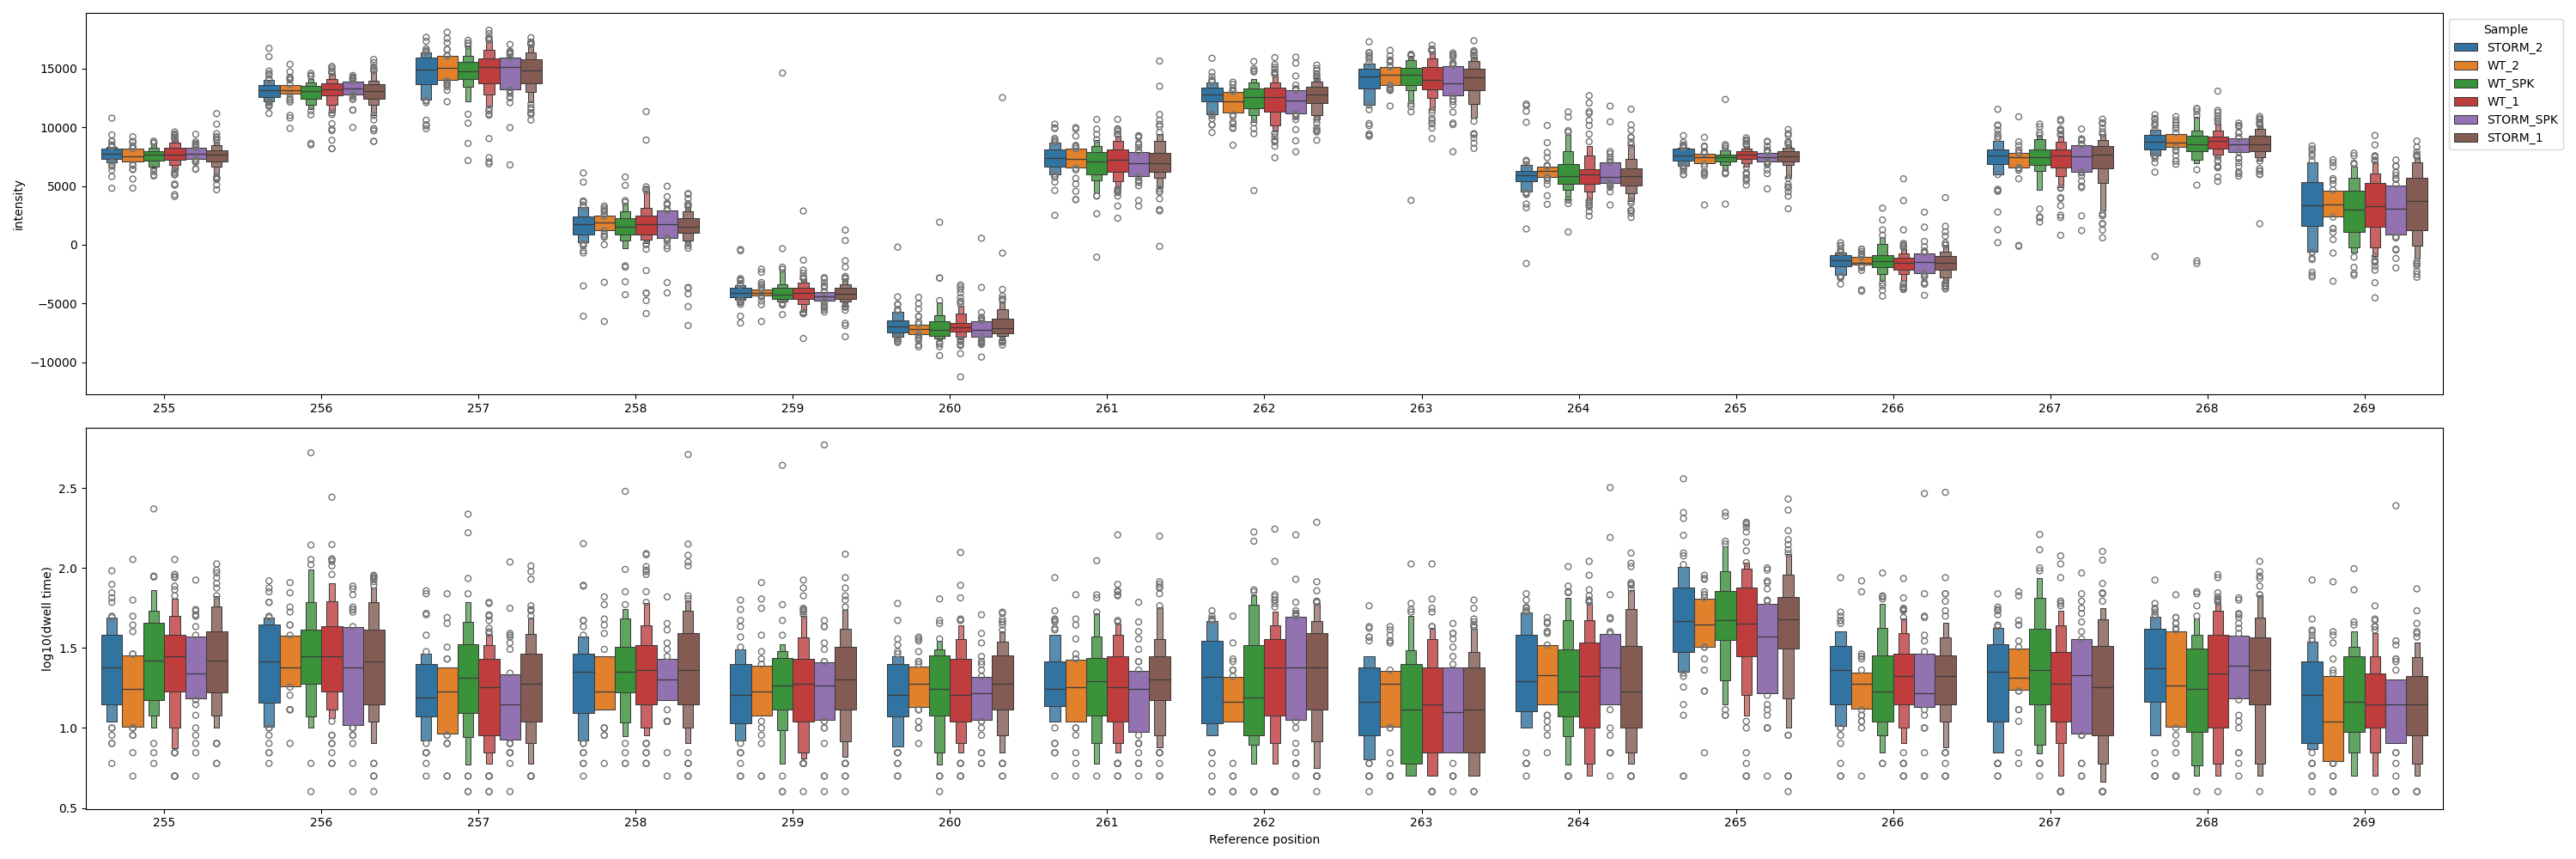 Sample
STORM_2
WT_2
WT_SPK
WT_1
STORM_SPK
STORM_1
intensity
15000
10000
5000
0
−5000
−10000
255 256 257 258 259 260 261 262 263 264 265 266 267 268 269
log10(dwell time)
2.5
2.0
1.5
1.0
0.5
255 256 257 258 259 260 261 262 263 264 265 266 267 268 269
Reference position